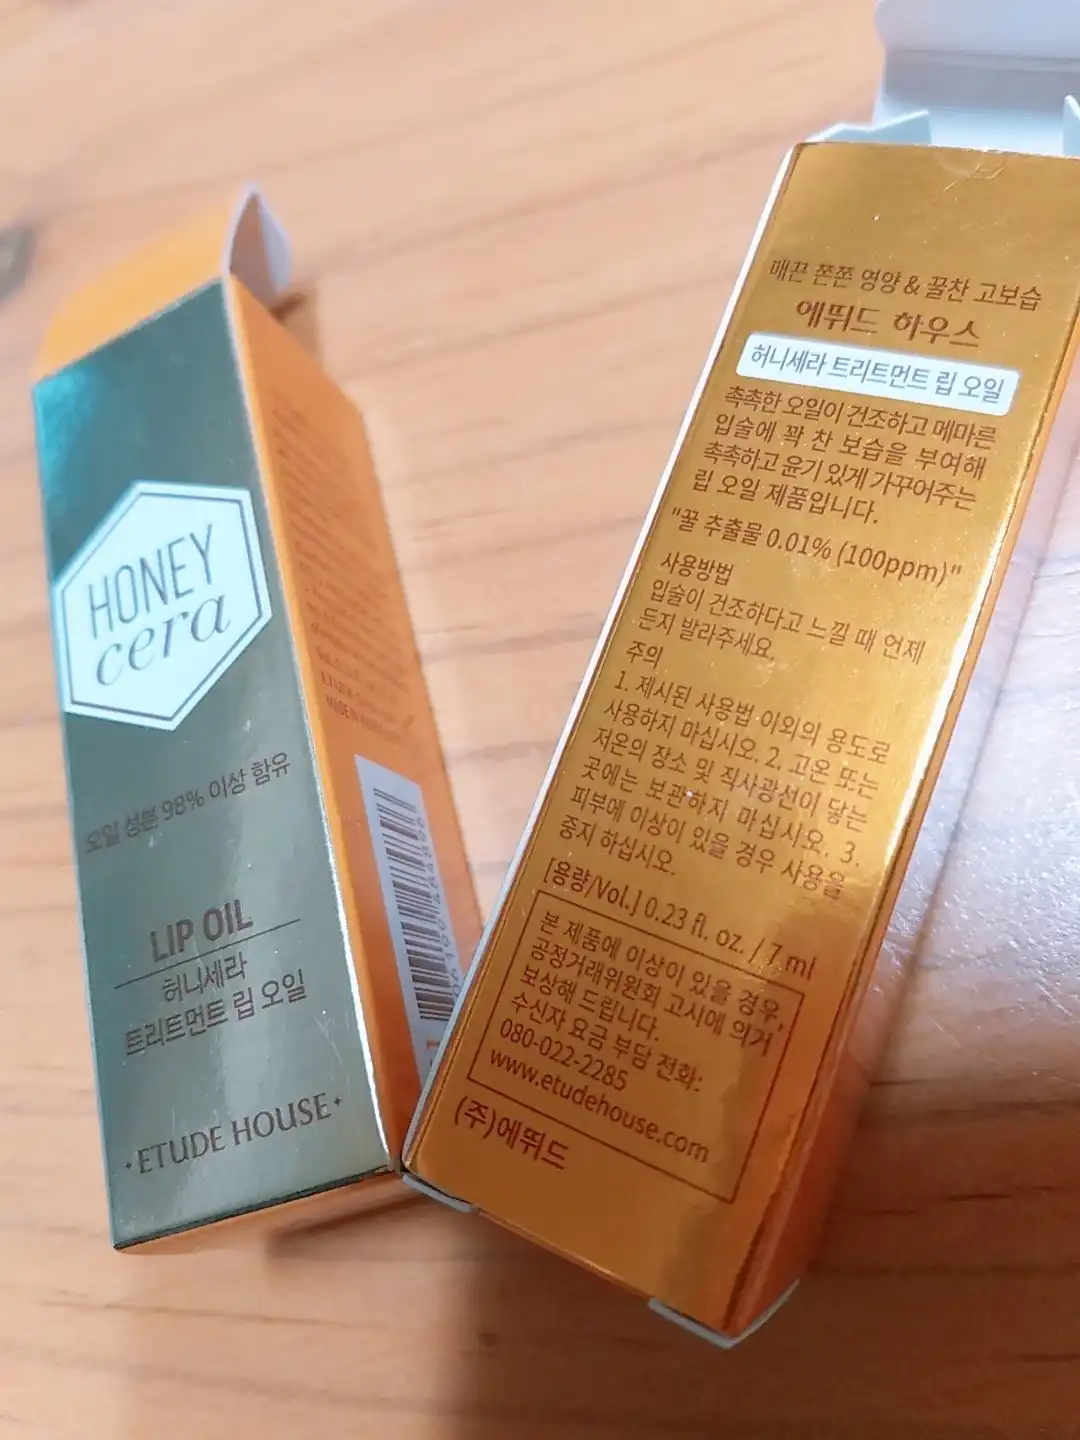 HONEY
cera
오일 성분 98% 이상 함유
LIP OIL
허니세라
트리트먼트 립 오일
ETUDE HOUSE
매끈 쫀쫀 영양 & 꿀찬 고보습
에뛰드 하우스
허니세라 트리트먼트 립 오일
촉촉한 오일이 건조하고 메마른
입술에 꽉 찬 보습을 부여해
촉촉하고 윤기 있게 가꾸어주는
립 오일 제품입니다.
"꿀 추출물 0.01% (100ppm)"
사용방법
입술이 건조하다고 느낄 때 언제
든지 발라주세요.
주의
1. 제시된 사용법 이외의 용도로
사용하지 마십시오. 2. 고온 또는
저온의 장소 및 직사광선이 닿는
곳에는 보관하지 마십시오. 3.
피부에 이상이 있을 경우 사용을
중지 하십시오.
[용량/Vol.] 0.23 fl. oz. / 7 ml
본 제품에 이상이 있을 경우,
공정거래위원회 고시에 의거
보상해 드립니다.
수신자 요금 부담 전화:
080-022-2285
www.etudehouse.com
(주)에뛰드